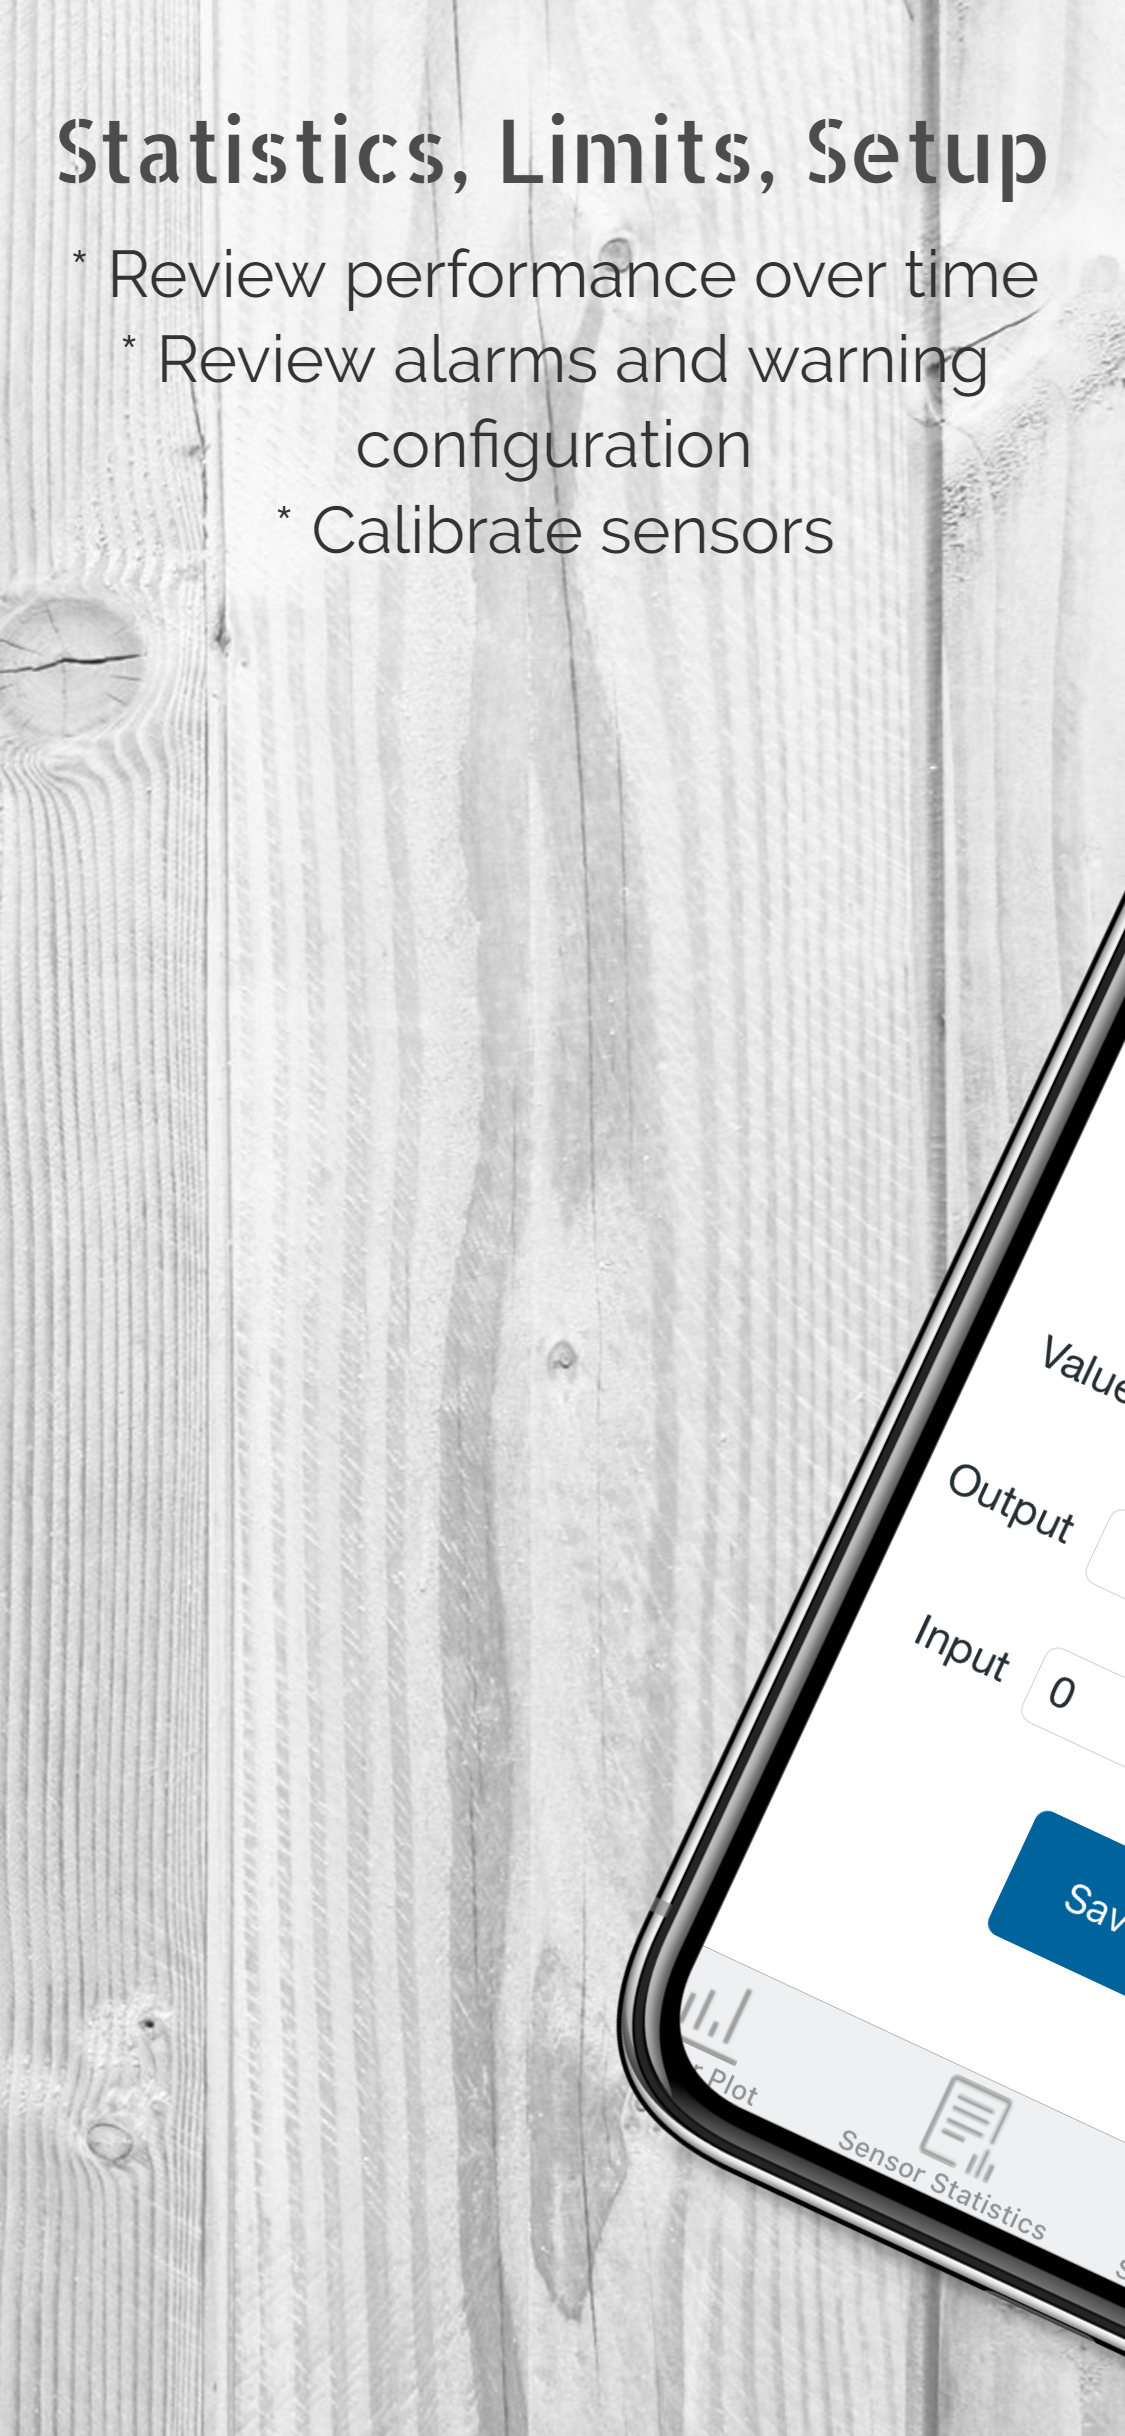 Statistics, Limits, Setup
* Review performance over time
* Review alarms and warning
configuration
* Calibrate sensors
Value
Output
Input
0
Plot
Sensor Statistics